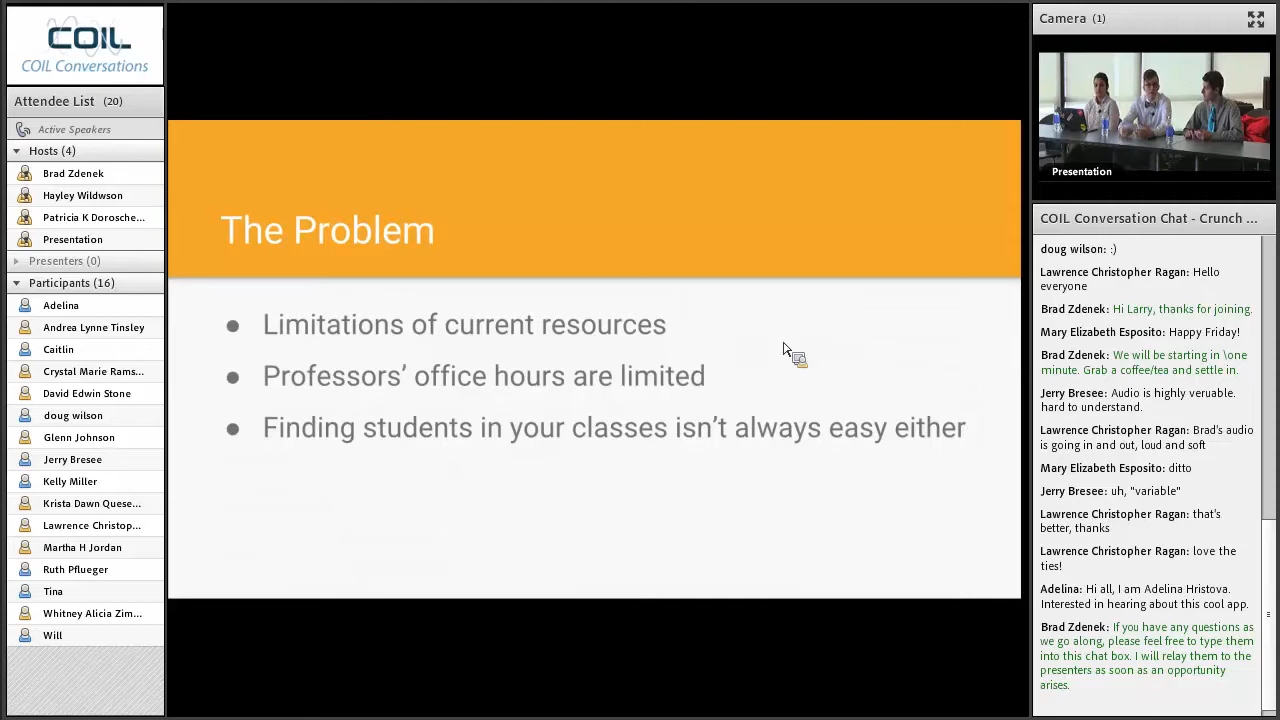 COIL
COIL Conversations
Attendee List (20)
Active Speakers
Hosts (4)
Brad Zdenek
Hayley Wildwson
Patricia K Dorosche...
Presentation
Presenters (0)
Participants (16)
Adelina
Andrea Lynne Tinsley
Caitlin
Crystal Marie Rams...
David Edwin Stone
doug wilson
Glenn Johnson
Jerry Bresee
Kelly Miller
Krista Dawn Quese...
Lawrence Christop...
Martha H Jordan
Ruth Pflueger
Tina
Whitney Alicia Zim...
Will
The Problem
● Limitations of current resources
● Professors’ office hours are limited
● Finding students in your classes isn’t always easy either
Camera (1)
Presentation
COIL Conversation Chat - Crunch ...
doug wilson: :)
Lawrence Christopher Ragan: Hello
everyone
Brad Zdenek: Hi Larry, thanks for joining.
Mary Elizabeth Esposito: Happy Friday!
Brad Zdenek: We will be starting in \one
minute. Grab a coffee/tea and settle in.
Jerry Bresee: Audio is highly veruable.
hard to understand.
Lawrence Christopher Ragan: Brad's audio
is going in and out, loud and soft
Mary Elizabeth Esposito: ditto
Jerry Bresee: uh, "variable"
Lawrence Christopher Ragan: that's
better, thanks
Lawrence Christopher Ragan: love the
ties!
Adelina: Hi all, I am Adelina Hristova.
Interested in hearing about this cool app.
Brad Zdenek: If you have any questions as
we go along, please feel free to type them
into this chat box. I will relay them to the
presenters as soon as an opportunity
arises.